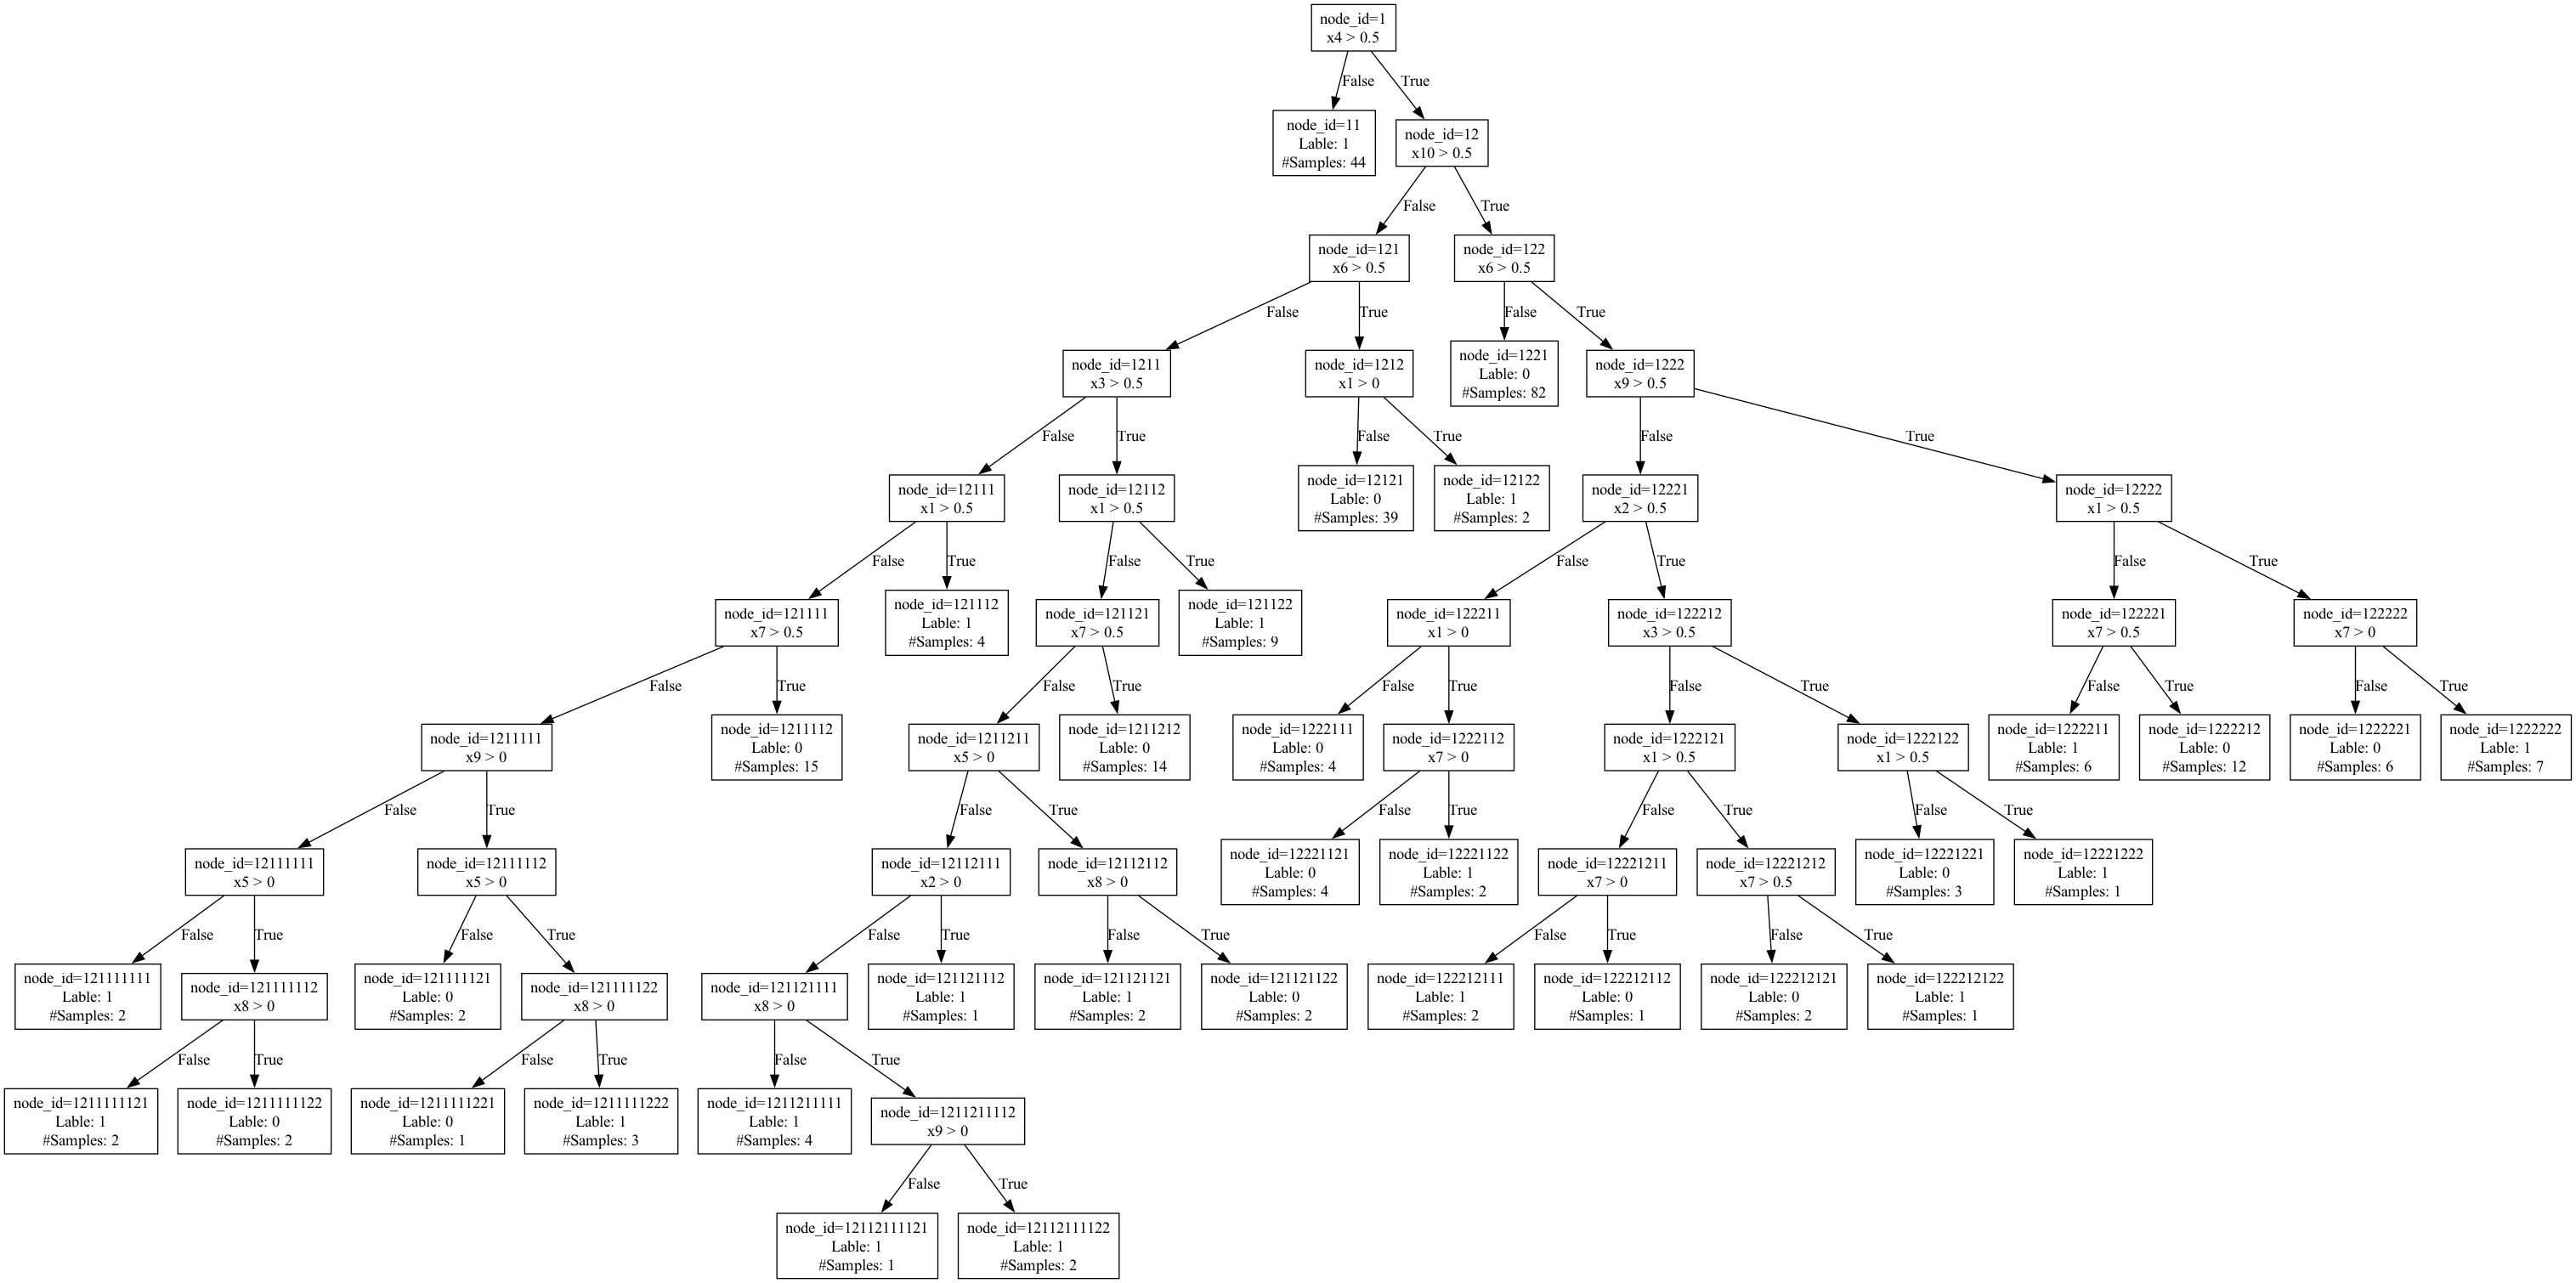 node_id=1
x4 > 0.5
False
True
node_id=11
Lable: 1
#Samples: 44
node_id=12
x10 > 0.5
False
True
node_id=121
x6 > 0.5
node_id=122
x6 > 0.5
False
True
False
True
node_id=1211
x3 > 0.5
node_id=1212
x1 > 0
node_id=1221
Lable: 0
#Samples: 82
node_id=1222
x9 > 0.5
False
True
False
True
False
True
node_id=12111
x1 > 0.5
node_id=12112
x1 > 0.5
node_id=12121
Lable: 0
#Samples: 39
node_id=12122
Lable: 1
#Samples: 2
node_id=12221
x2 > 0.5
node_id=12222
x1 > 0.5
False
True
False
True
False
True
False
True
node_id=121111
x7 > 0.5
node_id=121112
Lable: 1
#Samples: 4
node_id=121121
x7 > 0.5
node_id=121122
Lable: 1
#Samples: 9
node_id=122211
x1 > 0
node_id=122212
x3 > 0.5
node_id=122221
x7 > 0.5
node_id=122222
x7 > 0
False
True
False
True
False
True
False
True
False
True
False
True
node_id=1211111
x9 > 0
node_id=1211112
Lable: 0
#Samples: 15
node_id=1211211
x5 > 0
node_id=1211212
Lable: 0
#Samples: 14
node_id=1222111
Lable: 0
#Samples: 4
node_id=1222112
x7 > 0
node_id=1222121
x1 > 0.5
node_id=1222122
x1 > 0.5
node_id=1222211
Lable: 1
#Samples: 6
node_id=1222212
Lable: 0
#Samples: 12
node_id=1222221
Lable: 0
#Samples: 6
node_id=1222222
Lable: 1
#Samples: 7
False
True
False
True
False
True
False
True
False
True
node_id=12111111
x5 > 0
node_id=12111112
x5 > 0
node_id=12112111
x2 > 0
node_id=12112112
x8 > 0
node_id=12221121
Lable: 0
#Samples: 4
node_id=12221122
Lable: 1
#Samples: 2
node_id=12221211
x7 > 0
node_id=12221212
x7 > 0.5
node_id=12221221
Lable: 0
#Samples: 3
node_id=12221222
Lable: 1
#Samples: 1
False
True
False
True
False
True
False
True
False
True
False
True
node_id=121111111
Lable: 1
#Samples: 2
node_id=121111112
x8 > 0
node_id=121111121
Lable: 0
#Samples: 2
node_id=121111122
x8 > 0
node_id=121121111
x8 > 0
node_id=121121112
Lable: 1
#Samples: 1
node_id=121121121
Lable: 1
#Samples: 2
node_id=121121122
Lable: 0
#Samples: 2
node_id=122212111
Lable: 1
#Samples: 2
node_id=122212112
Lable: 0
#Samples: 1
node_id=122212121
Lable: 0
#Samples: 2
node_id=122212122
Lable: 1
#Samples: 1
False
True
False
True
False
True
node_id=1211111121
Lable: 1
#Samples: 2
node_id=1211111122
Lable: 0
#Samples: 2
node_id=1211111221
Lable: 0
#Samples: 1
node_id=1211111222
Lable: 1
#Samples: 3
node_id=1211211111
Lable: 1
#Samples: 4
node_id=1211211112
x9 > 0
False
True
node_id=12112111121
Lable: 1
#Samples: 1
node_id=12112111122
Lable: 1
#Samples: 2